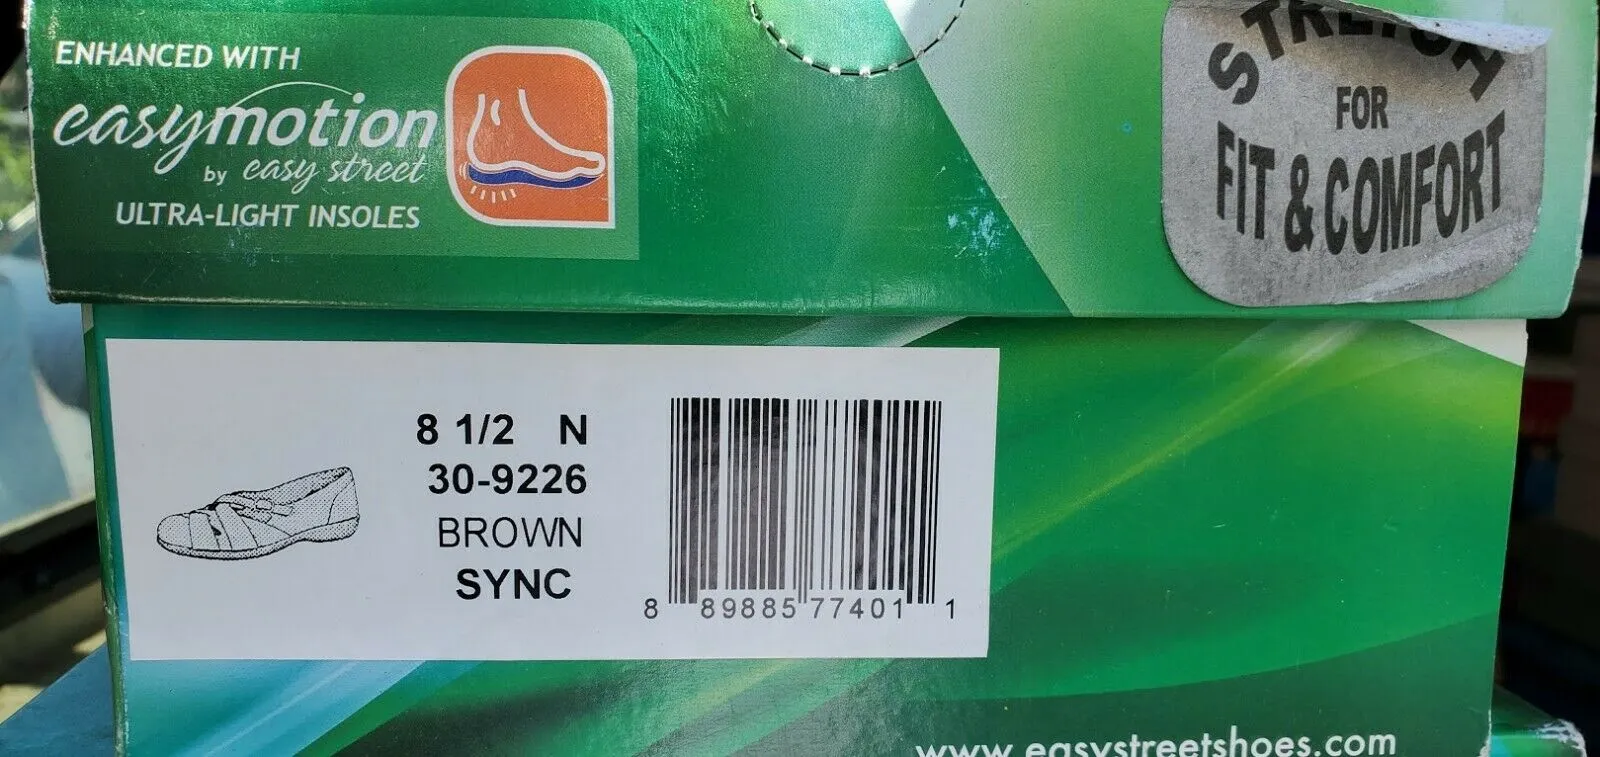 ENHANCED WITH
easymotion
by easy street
ULTRA-LIGHT INSOLES
STRETCH
FOR
FIT & COMFORT
8 1/2 N
30-9226
BROWN
SYNC
8 89885 77401 1
www.easystreetshoes.com